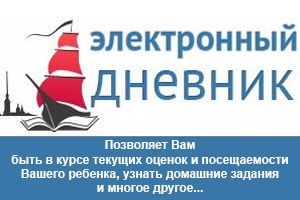 электронный
дневник
Позволяет Вам
быть в курсе текущих оценок и посещаемости
Вашего ребенка, узнать домашние задания
и многое другое...